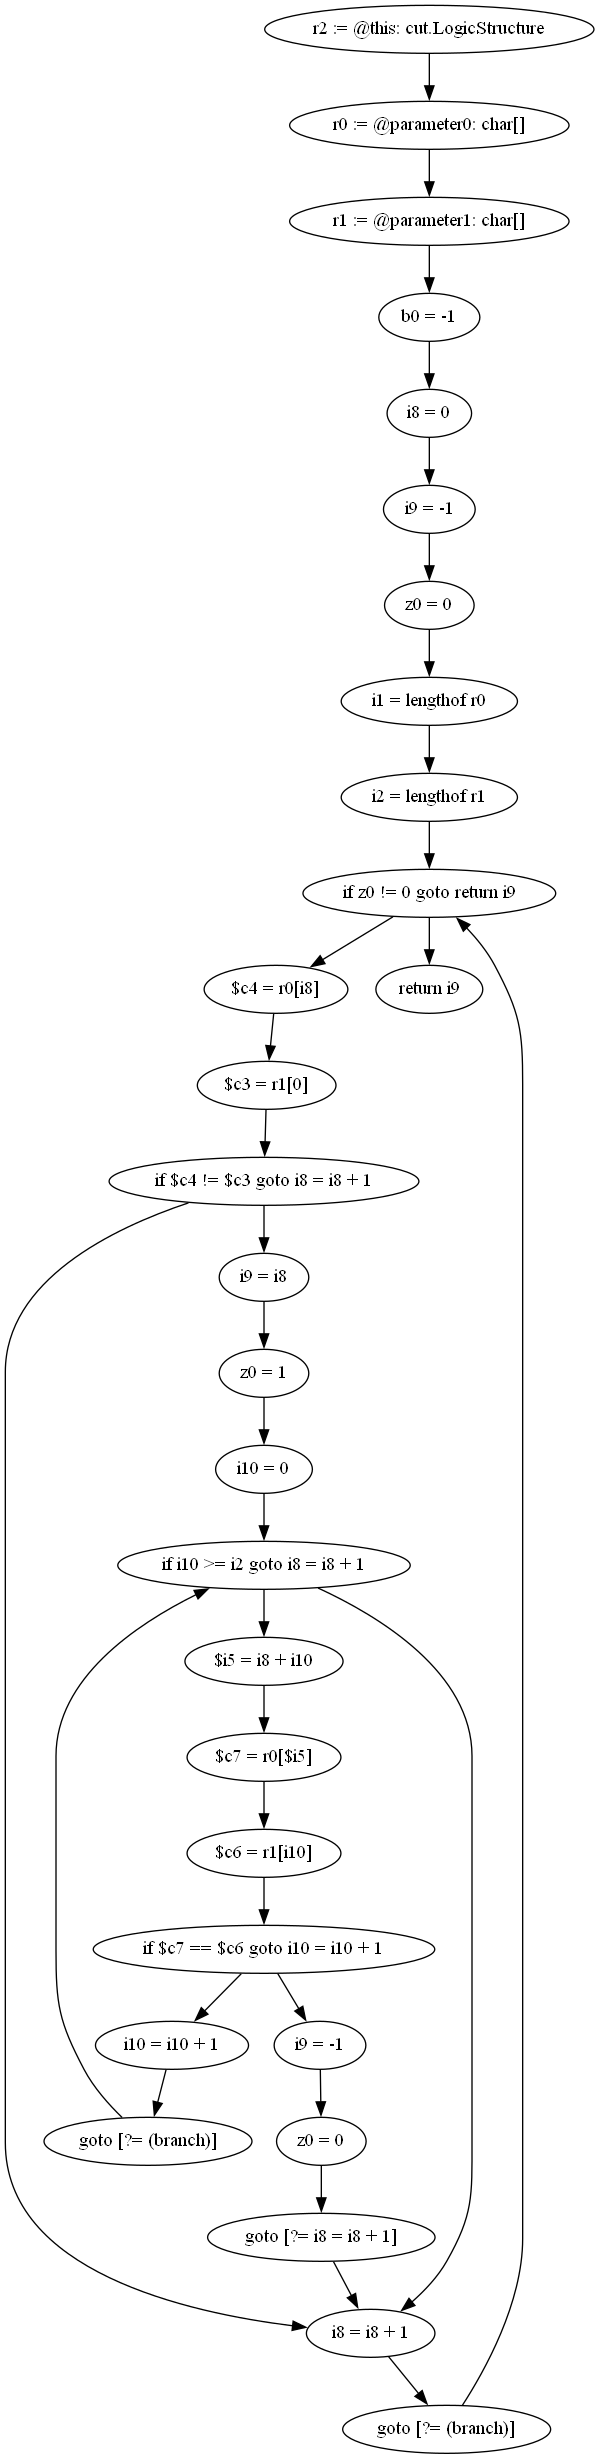 r2 := @this: cut.LogicStructure
r0 := @parameter0: char[]
r1 := @parameter1: char[]
b0 = -1
i8 = 0
i9 = -1
z0 = 0
i1 = lengthof r0
i2 = lengthof r1
if z0 != 0 goto return i9
$c4 = r0[i8]
return i9
$c3 = r1[0]
if $c4 != $c3 goto i8 = i8 + 1
i9 = i8
z0 = 1
i10 = 0
if i10 >= i2 goto i8 = i8 + 1
$i5 = i8 + i10
$c7 = r0[$i5]
$c6 = r1[i10]
if $c7 == $c6 goto i10 = i10 + 1
i10 = i10 + 1
i9 = -1
goto [?= (branch)]
z0 = 0
goto [?= i8 = i8 + 1]
i8 = i8 + 1
goto [?= (branch)]